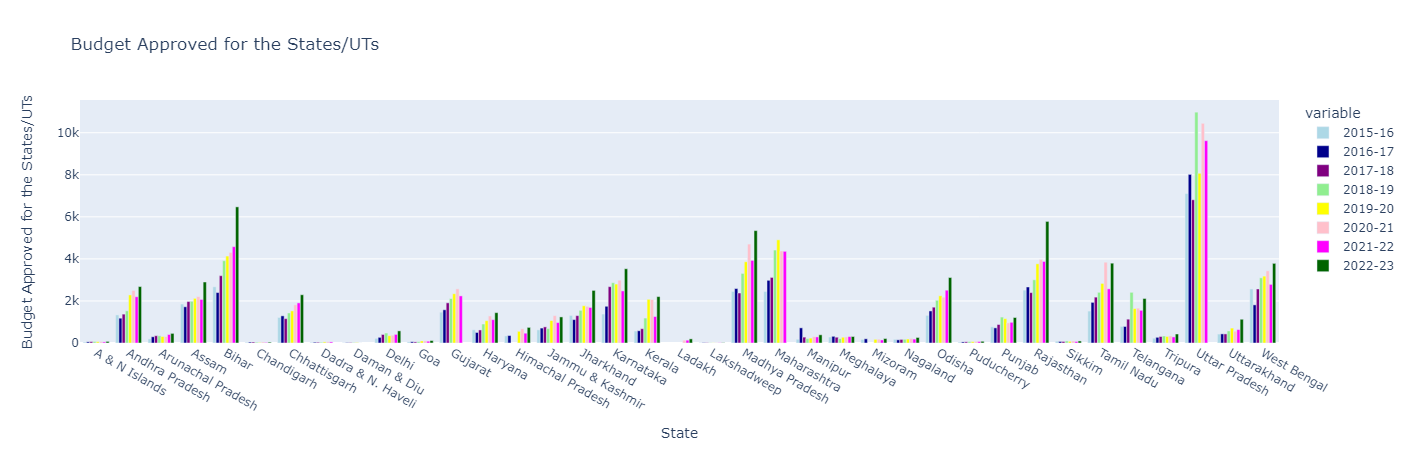 Budget Approved for the States/UTs
Budget Approved for the States/UTs
10k
8k
6k
4k
2k
0
A & N Islands
Andhra Pradesh
Arunachal Pradesh
Assam
Bihar
Chandigarh
Chhattisgarh
Dadra & N. Haveli
Daman & Diu
Delhi
Goa
Gujarat
Haryana
Himachal Pradesh
Jammu & Kashmir
Jharkhand
Karnataka
Kerala
Ladakh
Lakshadweep
Madhya Pradesh
Maharashtra
Manipur
Meghalaya
Mizoram
Nagaland
Odisha
Puducherry
Punjab
Rajasthan
Sikkim
Tamil Nadu
Telangana
Tripura
Uttar Pradesh
Uttarakhand
West Bengal
State
variable
2015-16
2016-17
2017-18
2018-19
2019-20
2020-21
2021-22
2022-23